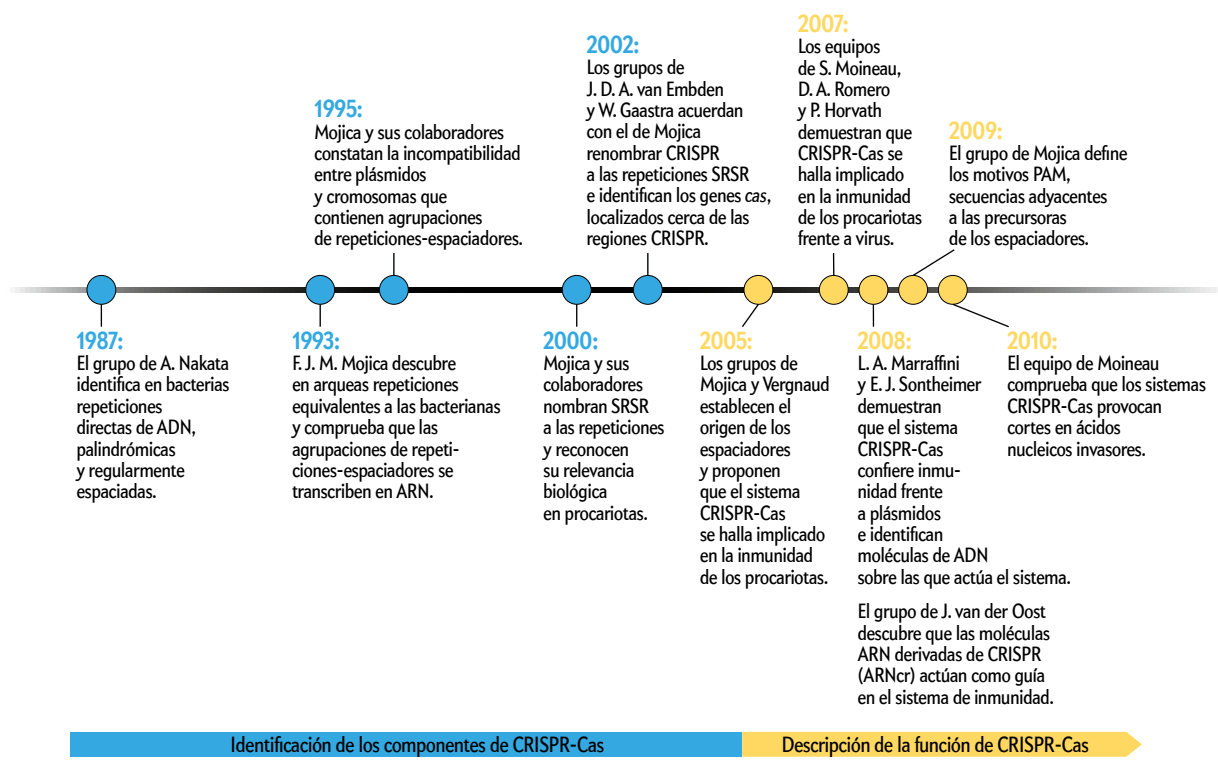 1987:
El grupo de A. Nakata
identifica en bacterias
repeticiones
directas de ADN,
palindrómicas
y regularmente
espaciadas.
1993:
F. J. M. Mojica descubre
en arqueas repeticiones
equivalentes a las bacterianas
y comprueba que las
agrupaciones de repeti-
ciones-espaciadores se
transcriben en ARN.
1995:
Mojica y sus colaboradores
constatan la incompatibilidad
entre plásmidos
y cromosomas que
contienen agrupaciones
de repeticiones-espaciadores.
2000:
Mojica y sus
colaboradores
nombran SRSR
a las repeticiones
y reconocen
su relevancia
biológica
en procariotas.
2002:
Los grupos de
J. D. A. van Embden
y W. Gaastra acuerdan
con el de Mojica
renombrar CRISPR
a las repeticiones SRSR
e identifican los genes cas,
localizados cerca de las
regiones CRISPR.
2005:
Los grupos de
Mojica y Vergnaud
establecen el
origen de los
espaciadores
y proponen
que el sistema
CRISPR-Cas
se halla implicado
en la inmunidad
de los procariotas.
2007:
Los equipos
de S. Moineau,
D. A. Romero
y P. Horvath
demuestran que
CRISPR-Cas se
halla implicado
en la inmunidad
de los procariotas
frente a virus.
2008:
L. A. Marraffini
y E. J. Sontheimer
demuestran
que el sistema
CRISPR-Cas
confiere inmu-
nidad frente
a plásmidos
e identifican
moléculas de ADN
sobre las que actúa el sistema.
El grupo de J. van der Oost
descubre que las moléculas
ARN derivadas de CRISPR
(ARNcr) actúan como guía
en el sistema de inmunidad.
2009:
El grupo de Mojica define
los motivos PAM,
secuencias adyacentes
a las precursoras
de los espaciadores.
2010:
El equipo de Moineau
comprueba que los sistemas
CRISPR-Cas provocan
cortes en ácidos
nucleicos invasores.
Identificación de los componentes de CRISPR-Cas
Descripción de la función de CRISPR-Cas